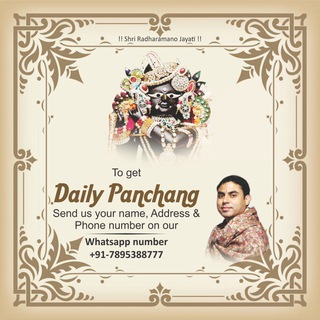 !! Shri Radharamano Jayati !!
To get
Daily Panchang
Send us your name, Address &
Phone number on our
Whatsapp number
+91-7895388777